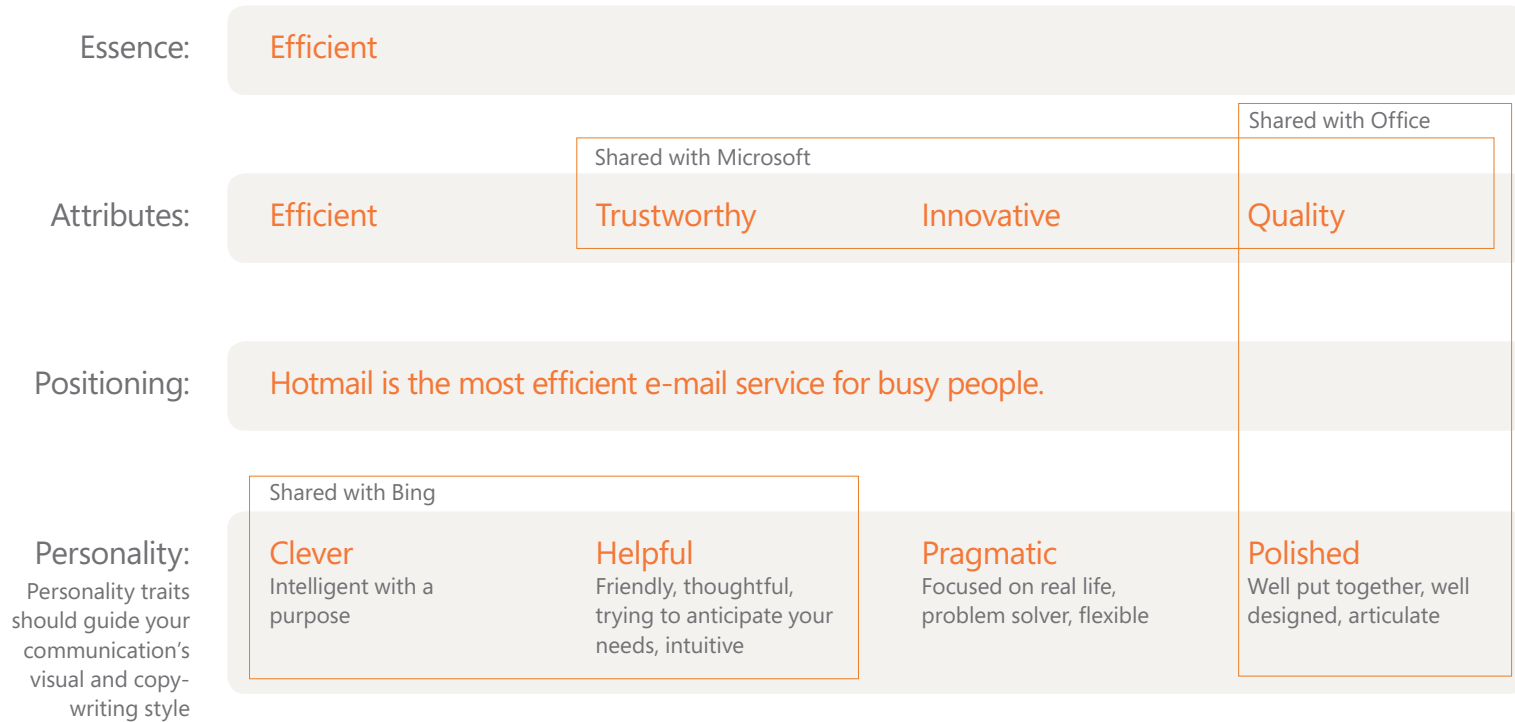 Essence:
Efficient
Shared with Office
Shared with Microsoft
Attributes:
Efficient
Trustworthy
Innovative
Quality
Positioning:
Hotmail is the most efficient e-mail service for busy people.
Shared with Bing
Personality:
Personality traits
should guide your
communication’s
visual and copy-
writing style
Clever
Intelligent with a
purpose
Helpful
Friendly, thoughtful,
trying to anticipate your
needs, intuitive
Pragmatic
Focused on real life,
problem solver, flexible
Polished
Well put together, well
designed, articulate